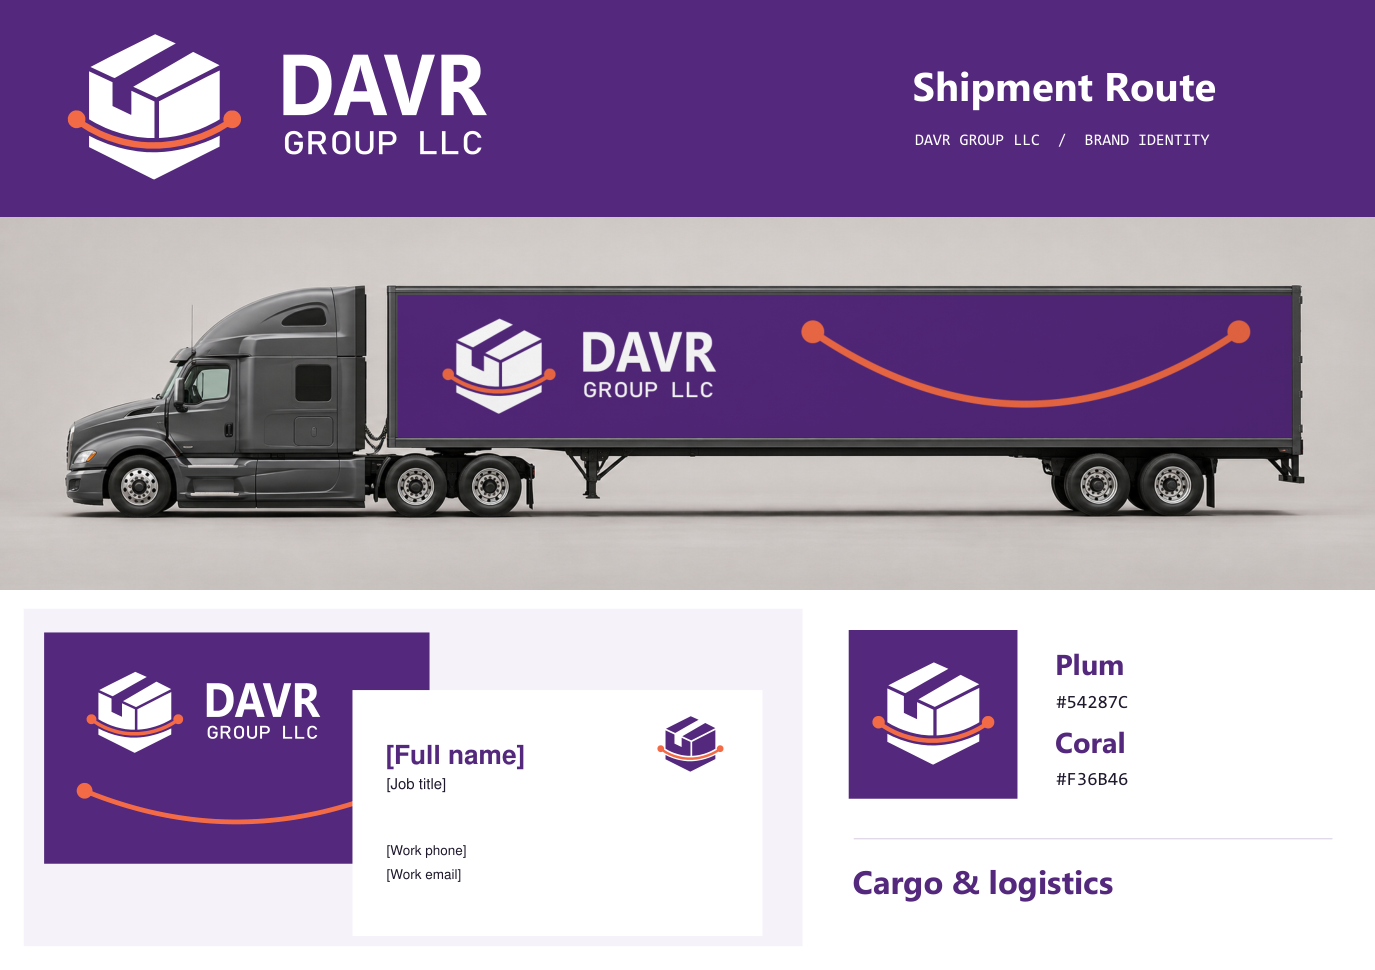 DAVR
GROUP LLC
Shipment Route
DAVR GROUP LLC / BRAND IDENTITY
DAVR
GROUP LLC
DAVR
GROUP LLC
[Full name]
[Job title]
[Work phone]
[Work email]
Plum
#54287C
Coral
#F36B46
Cargo & logistics